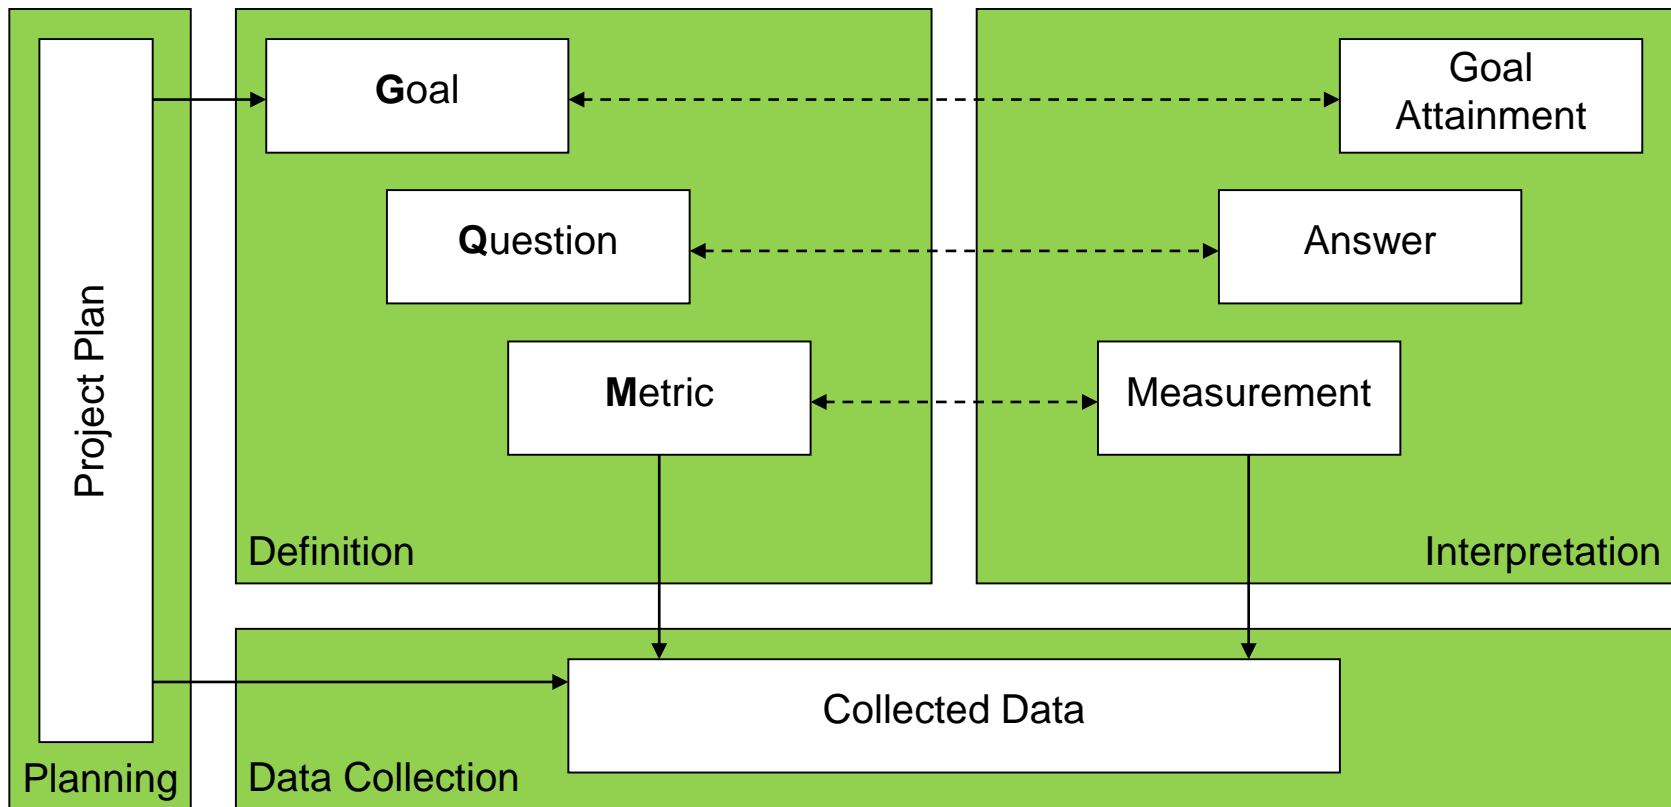 Project Plan
Planning
Goal
Question
Metric
Definition
Goal
Attainment
Answer
Measurement
Interpretation
Collected Data
Data Collection